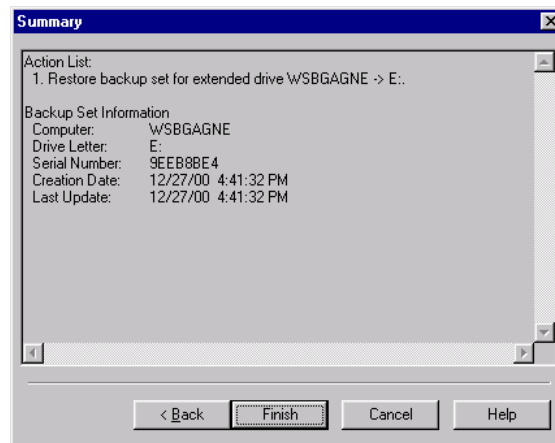 Summary
Action List:
1. Restore backup set for extended drive WSBGAGNE -> E:.
Backup Set Information
Computer: WSBGAGNE
Drive Letter: E:
Serial Number: 9EEB8BE4
Creation Date: 12/27/00 4:41:32 PM
Last Update: 12/27/00 4:41:32 PM
< Back Finish Cancel Help